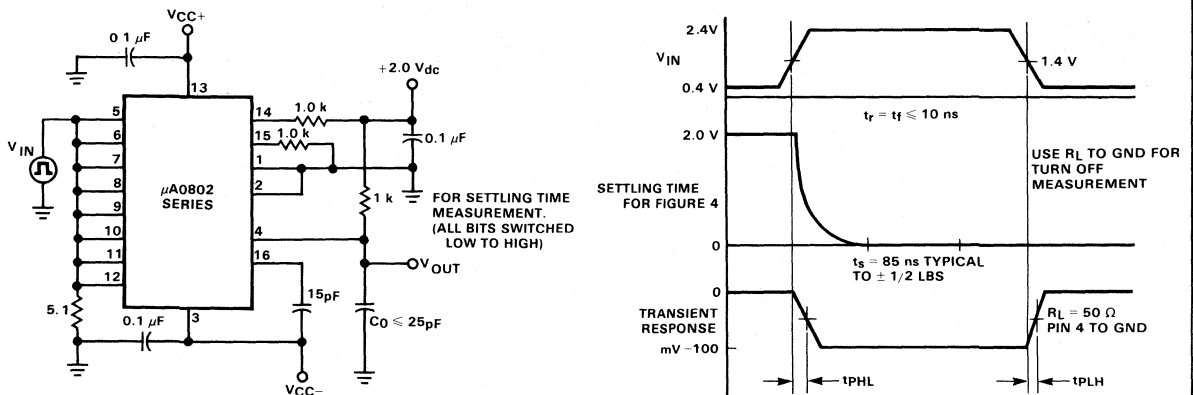 VCC+
0 1 μF
13
+2.0 Vdc
5
6
7
8
9
10
11
12
VIN
μA0802
SERIES
14
15
1
2
4
16
3
1.0 k
1.0 k
0.1 μF
1 k
FOR SETTLING TIME
MEASUREMENT.
(ALL BITS SWITCHED
LOW TO HIGH)
VOUT
15pF
CO ⩽ 25pF
5. 1
0.1 μF
VCC–
2.4V
VIN
0.4 V
1.4 V
tr = tf ⩽ 10 ns
2.0 V
SETTLING TIME
FOR FIGURE 4
0
USE RL TO GND FOR
TURN OFF
MEASUREMENT
ts = 85 ns TYPICAL
TO ± 1/2 LBS
0
TRANSIENT
RESPONSE
mV –100
RL = 50 Ω
PIN 4 TO GND
tPHL
tPLH